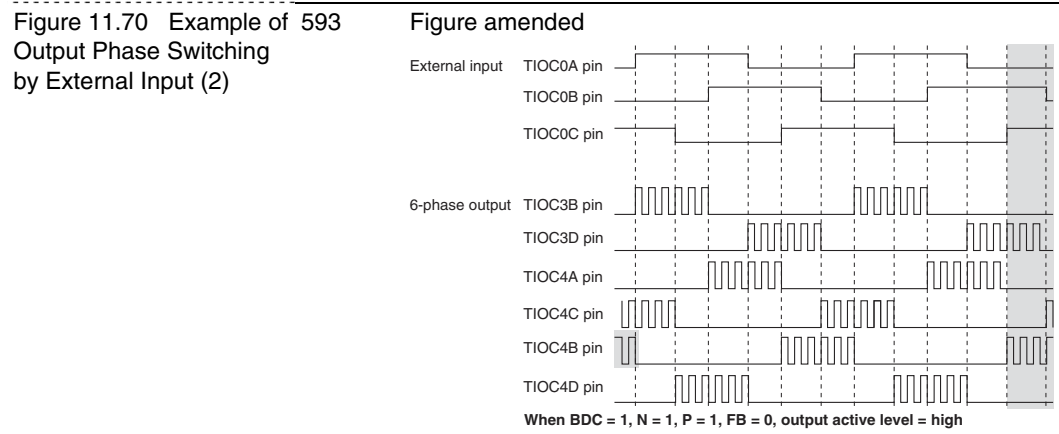 Figure 11.70 Example of 593
Output Phase Switching
by External Input (2)
Figure amended
External input TIOC0A pin
TIOC0B pin
TIOC0C pin
6-phase output TIOC3B pin
TIOC3D pin
TIOC4A pin
TIOC4C pin
TIOC4B pin
TIOC4D pin
When BDC = 1, N = 1, P = 1, FB = 0, output active level = high